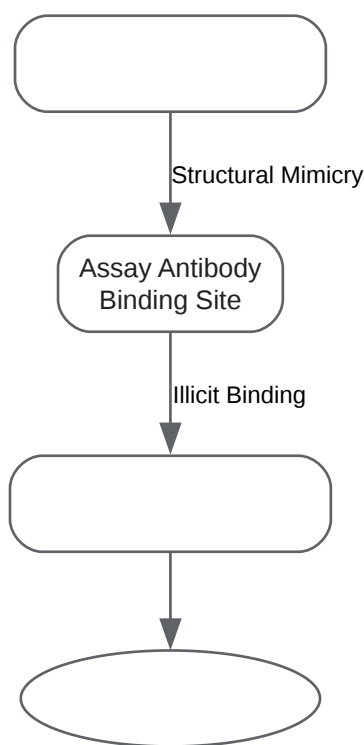 Structural Mimicry
Assay Antibody
Binding Site
Illicit Binding